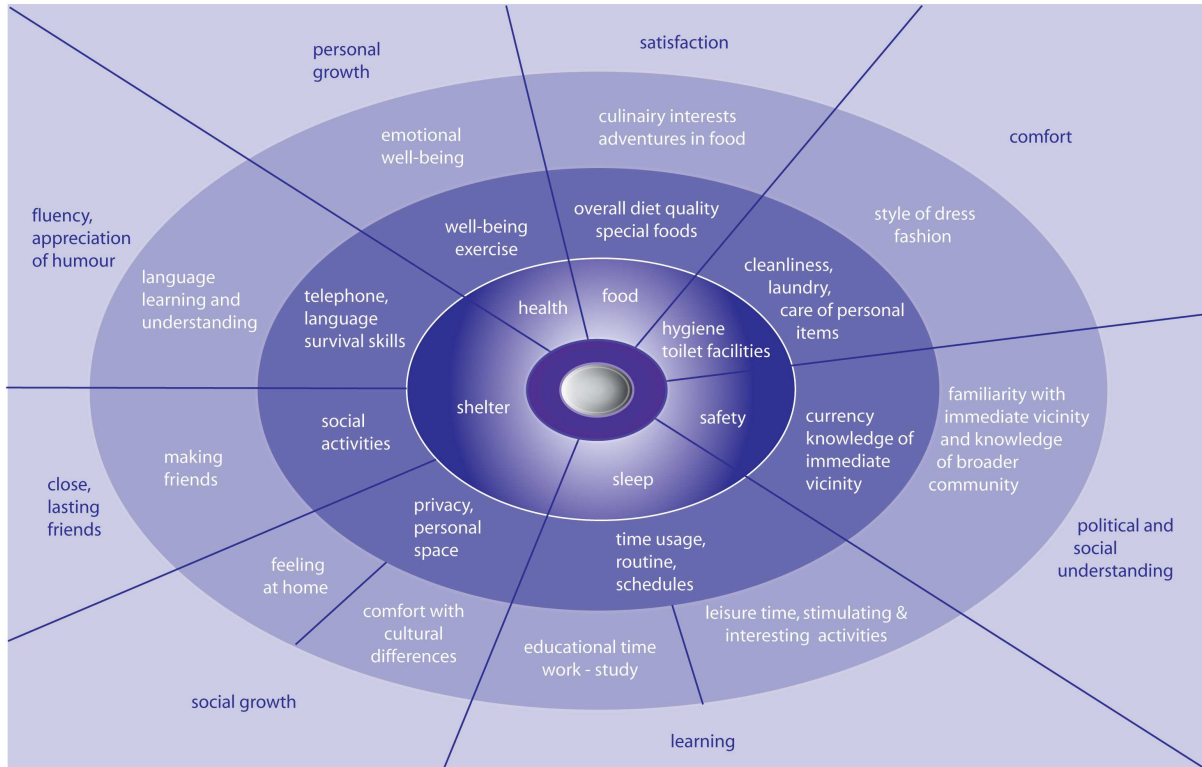 personal
growth
satisfaction
comfort
fluency,
appreciation
of humour
close,
lasting
friends
social growth
learning
political and
social
understanding
emotional
well-being
culinairy interests
adventures in food
style of dress
fashion
language
learning and
understanding
making
friends
feeling
at home
comfort with
cultural
differences
educational time
work - study
leisure time, stimulating &
interesting activities
familiarity with
immediate vicinity
and knowledge
of broader
community
well-being
exercise
overall diet quality
special foods
cleanliness,
laundry,
care of personal
items
telephone,
language
survival skills
social
activities
privacy,
personal
space
time usage,
routine,
schedules
currency
knowledge of
immediate
vicinity
health
food
hygiene
toilet facilities
shelter
safety
sleep